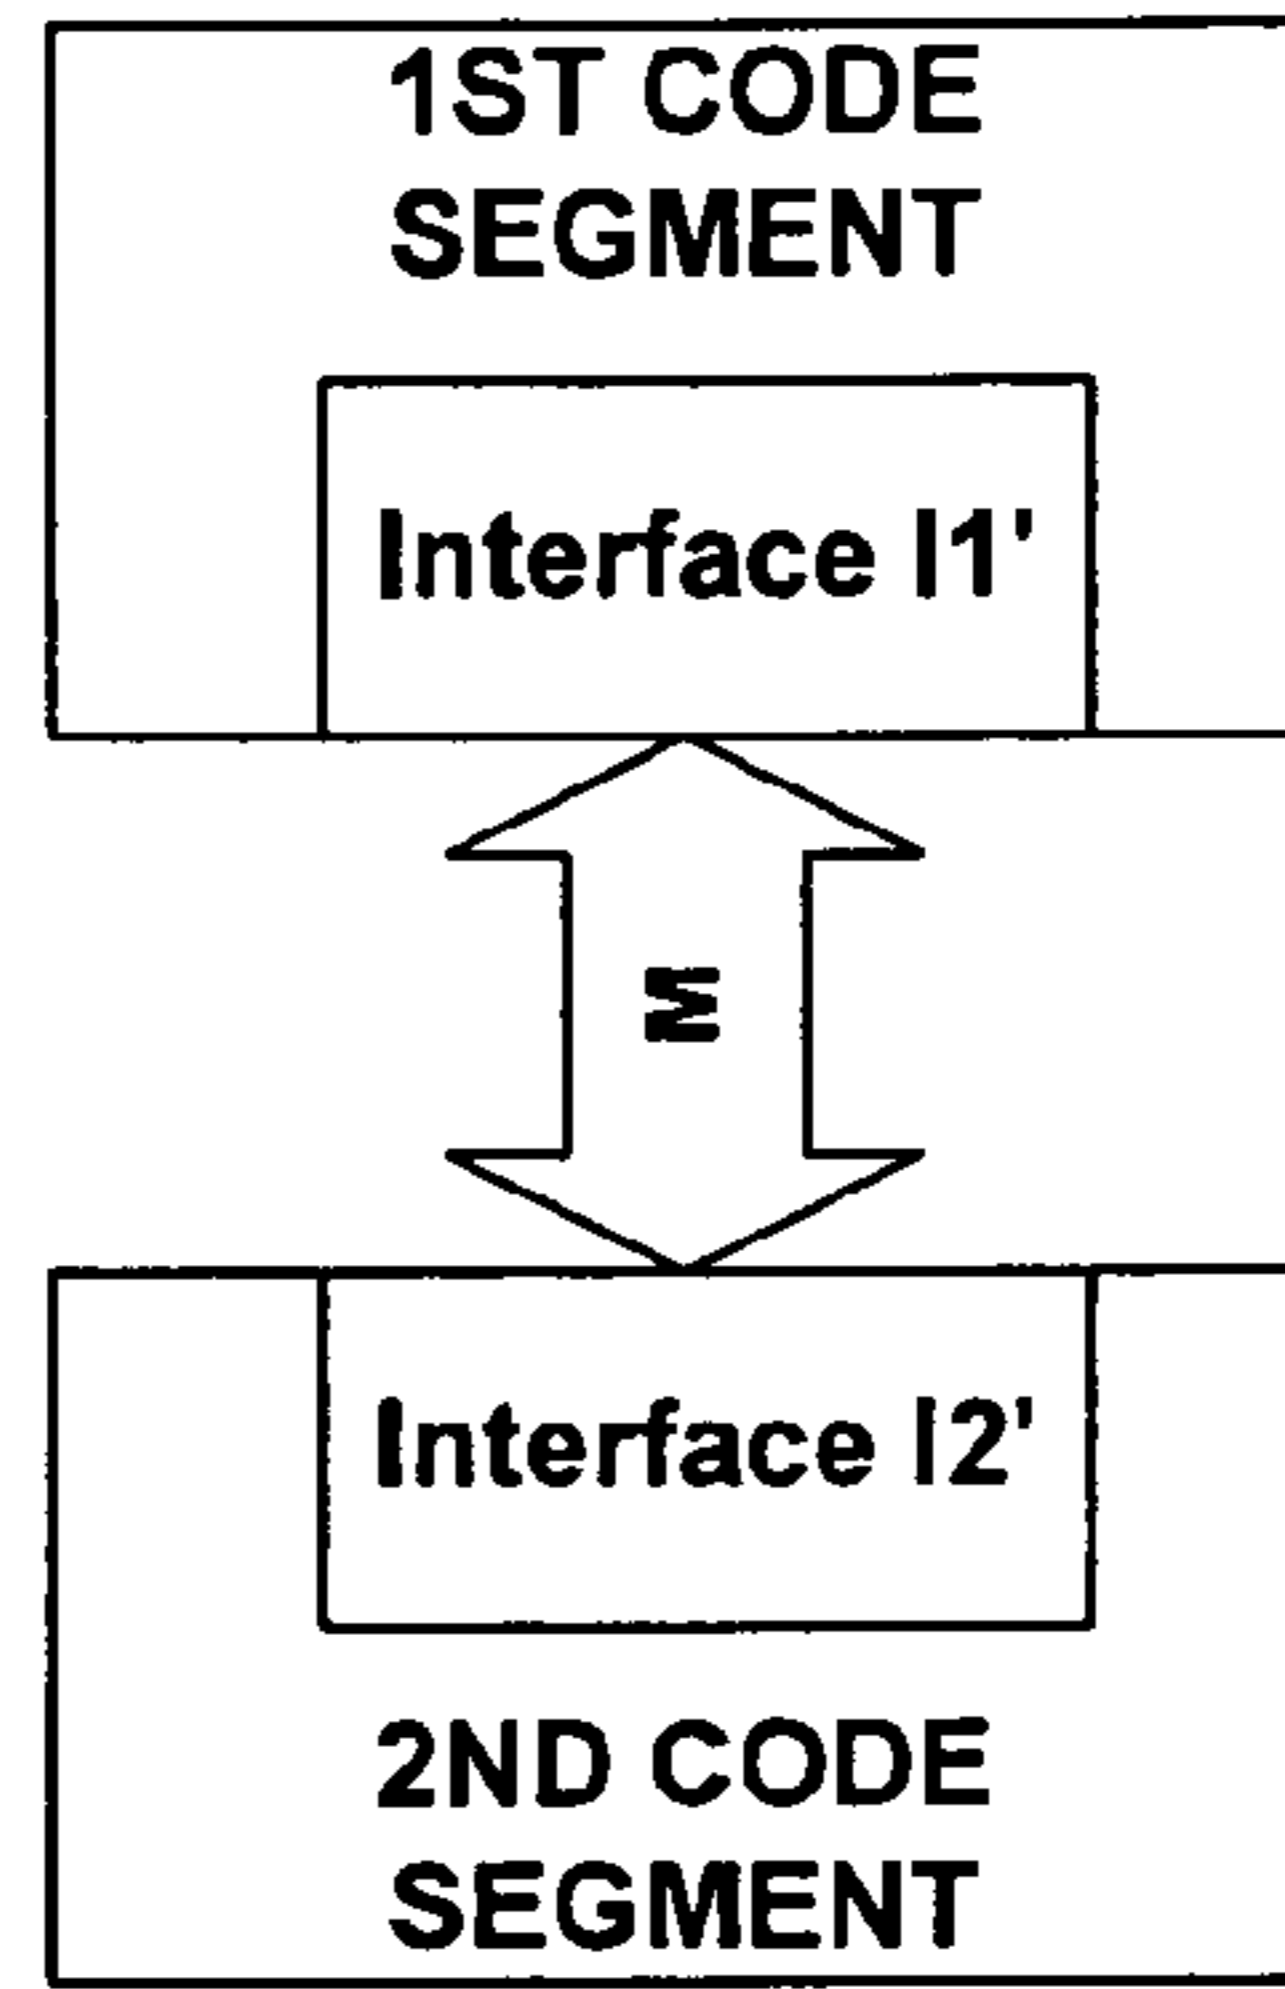 1ST CODE
SEGMENT
Interface I1'
M
Interface I2'
2ND CODE
SEGMENT